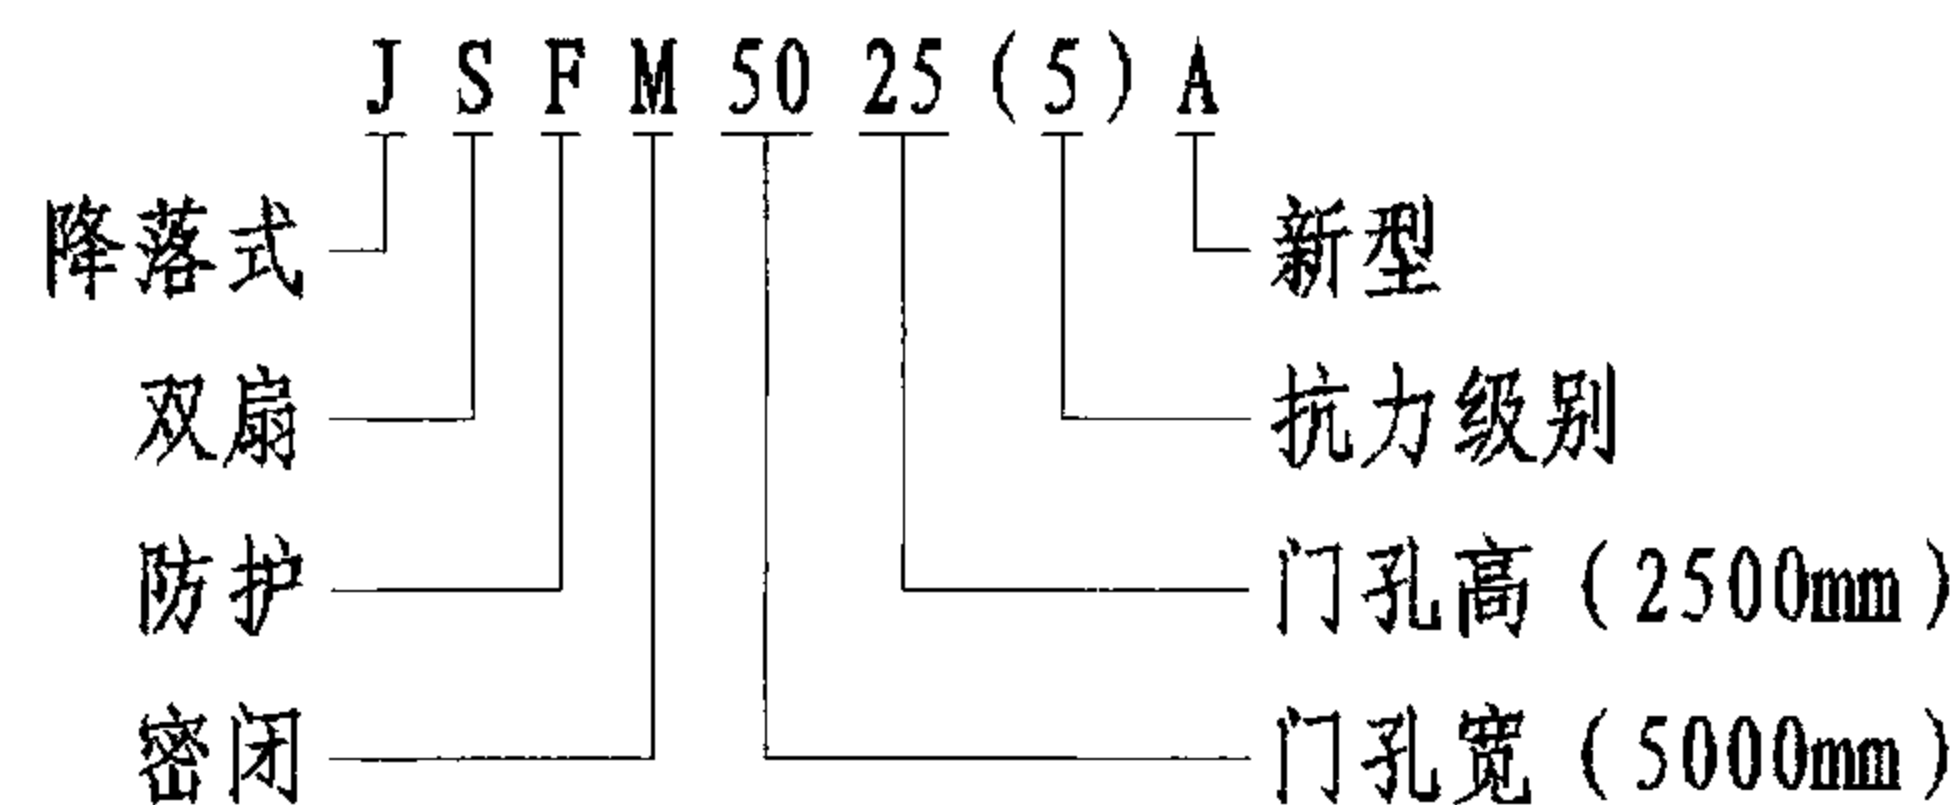 J S F M 50 25 (5) A
降落式 新型
双扇 抗力级别
防护 门孔高(2500mm)
密闭 门孔宽(5000mm)